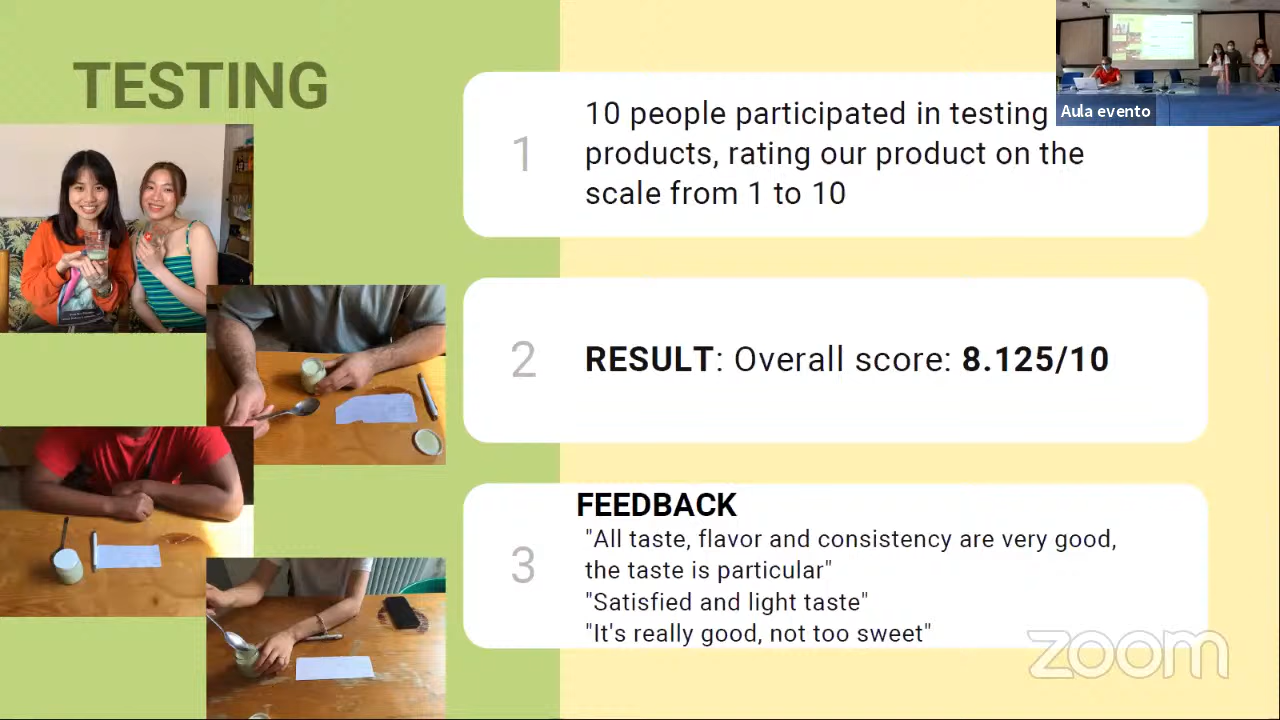 TESTING
1
10 people participated in testing
products, rating our product on the
scale from 1 to 10
Aula evento
2
RESULT: Overall score: 8.125/10
3
FEEDBACK
"All taste, flavor and consistency are very good,
the taste is particular"
"Satisfied and light taste"
"It's really good, not too sweet"
zoom